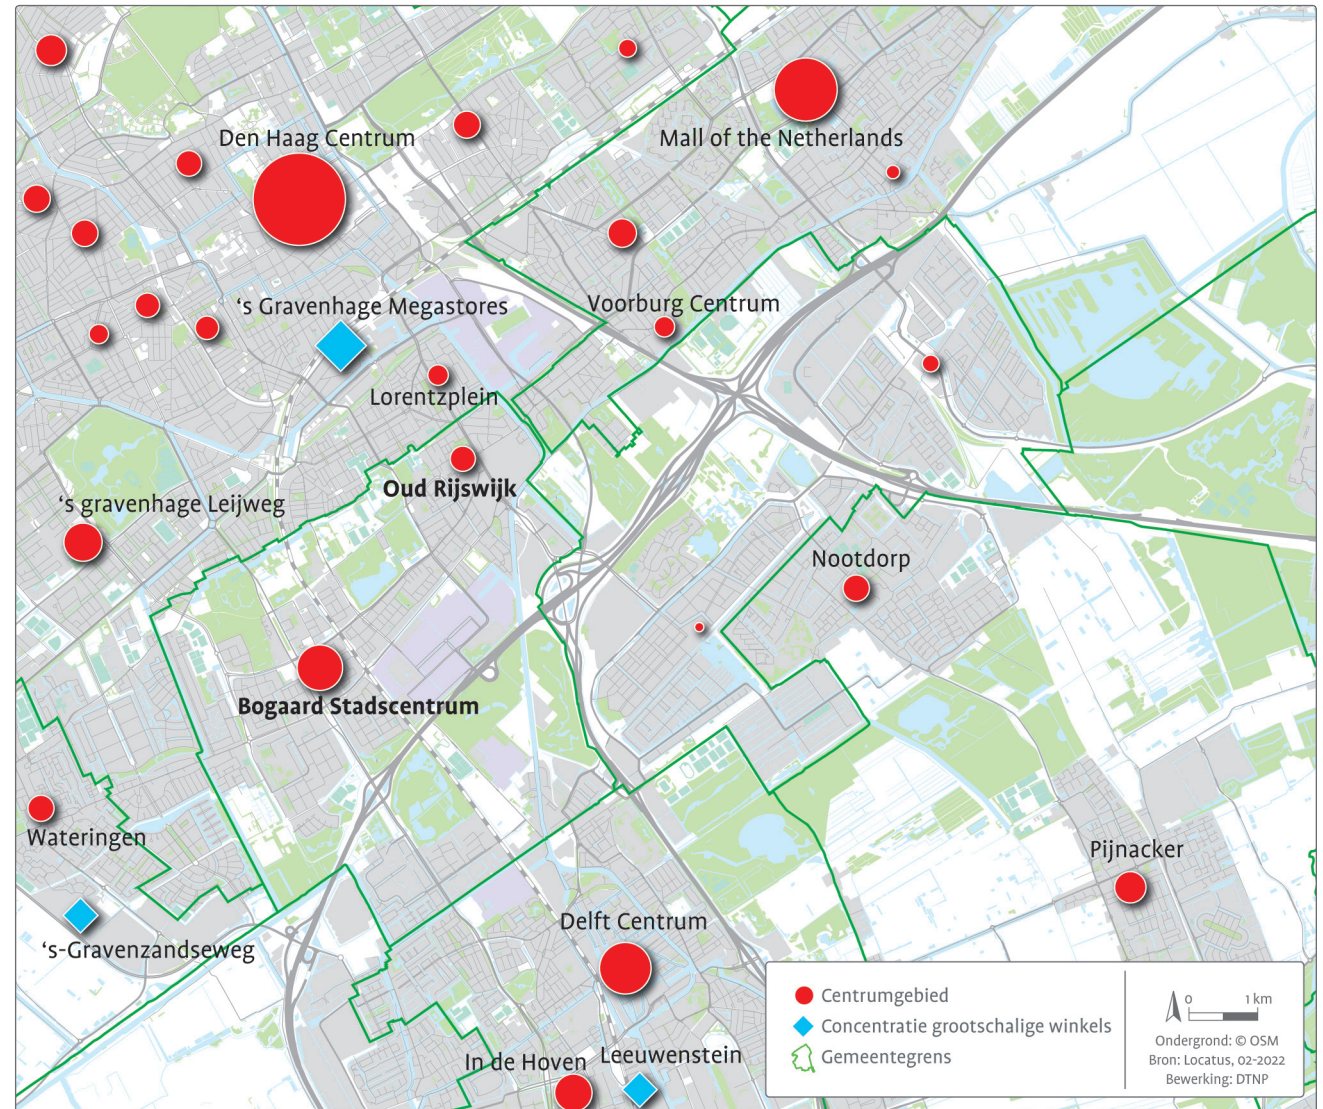 Den Haag Centrum
Mall of the Netherlands
‘s Gravenhage Megastores
Voorburg Centrum
Lorentzplein
Oud Rijswijk
‘s gravenhage Leijweg
Nootdorp
Bogaard Stadscentrum
Wateringen
Pijnacker
‘s-Gravenzandseweg
Delft Centrum
In de Hoven
Leeuwenstein
Centrumgebied
Concentratie grootschalige winkels
Gemeentegrens
0 1 km
Ondergrond: © OSM
Bron: Locatus, 02-2022
Bewerking: DTNP